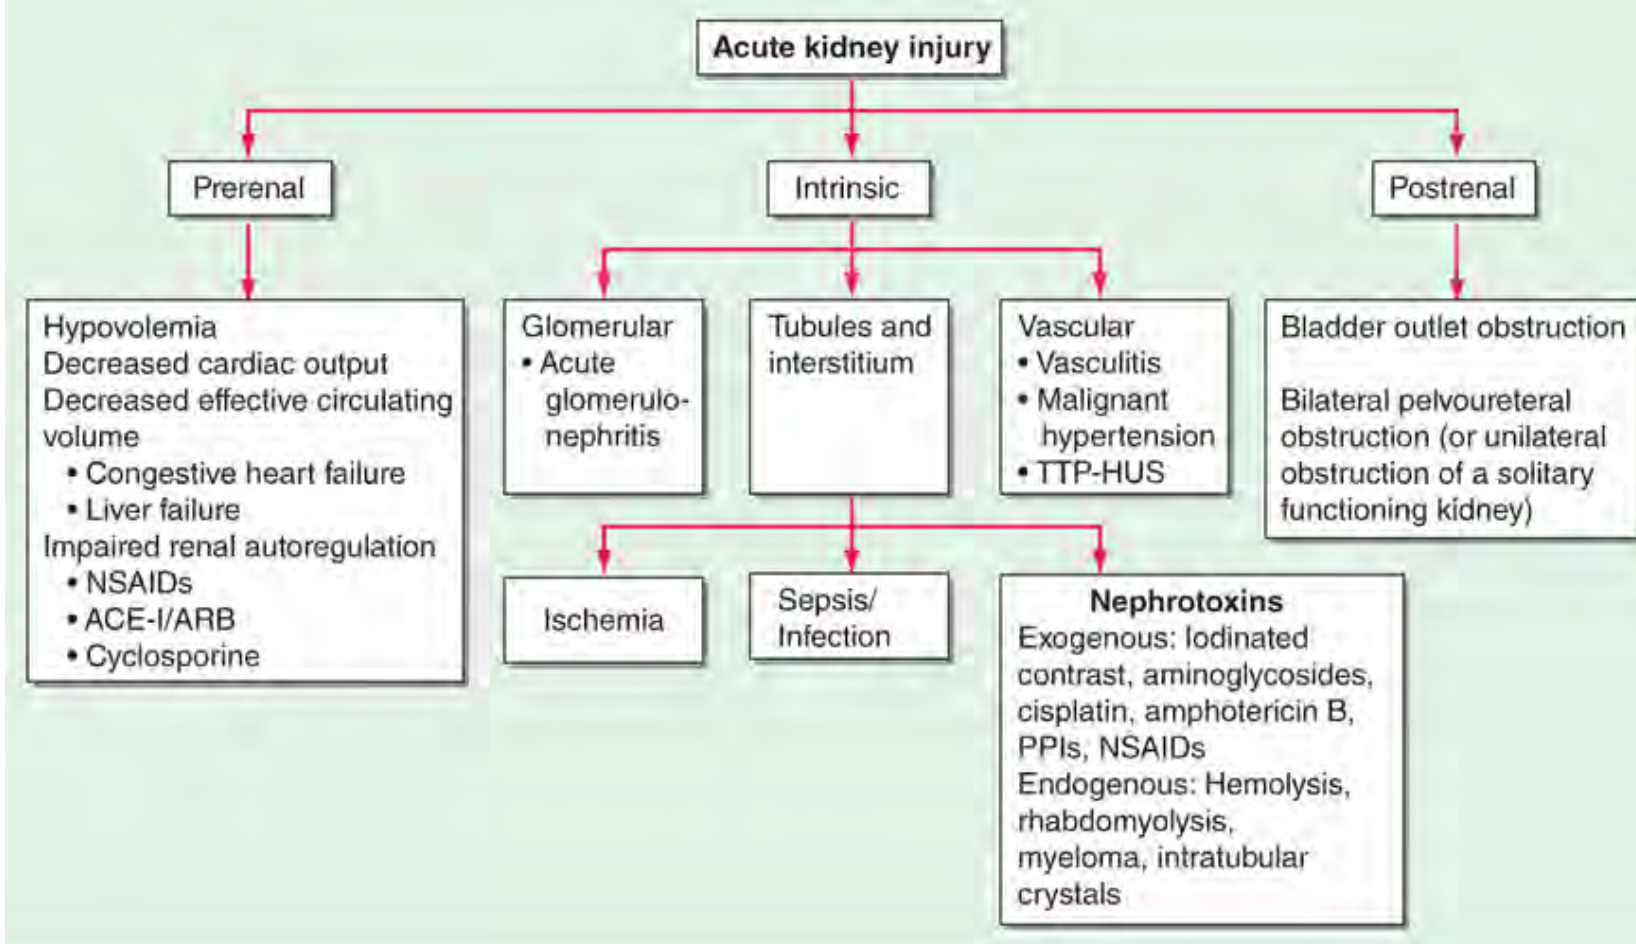 Acute kidney injury
Prerenal
Intrinsic
Postrenal
Hypovolemia
Decreased cardiac output
Decreased effective circulating
volume
• Congestive heart failure
• Liver failure
Impaired renal autoregulation
• NSAIDs
• ACE-I/ARB
• Cyclosporine
Glomerular
• Acute
glomerulo-
nephritis
Tubules and
interstitium
Vascular
• Vasculitis
• Malignant
hypertension
• TTP-HUS
Bladder outlet obstruction
Bilateral pelvoureteral
obstruction (or unilateral
obstruction of a solitary
functioning kidney)
Ischemia
Sepsis/
Infection
Nephrotoxins
Exogenous: Iodinated
contrast, aminoglycosides,
cisplatin, amphotericin B,
PPIs, NSAIDs
Endogenous: Hemolysis,
rhabdomyolysis,
myeloma, intratubular
crystals